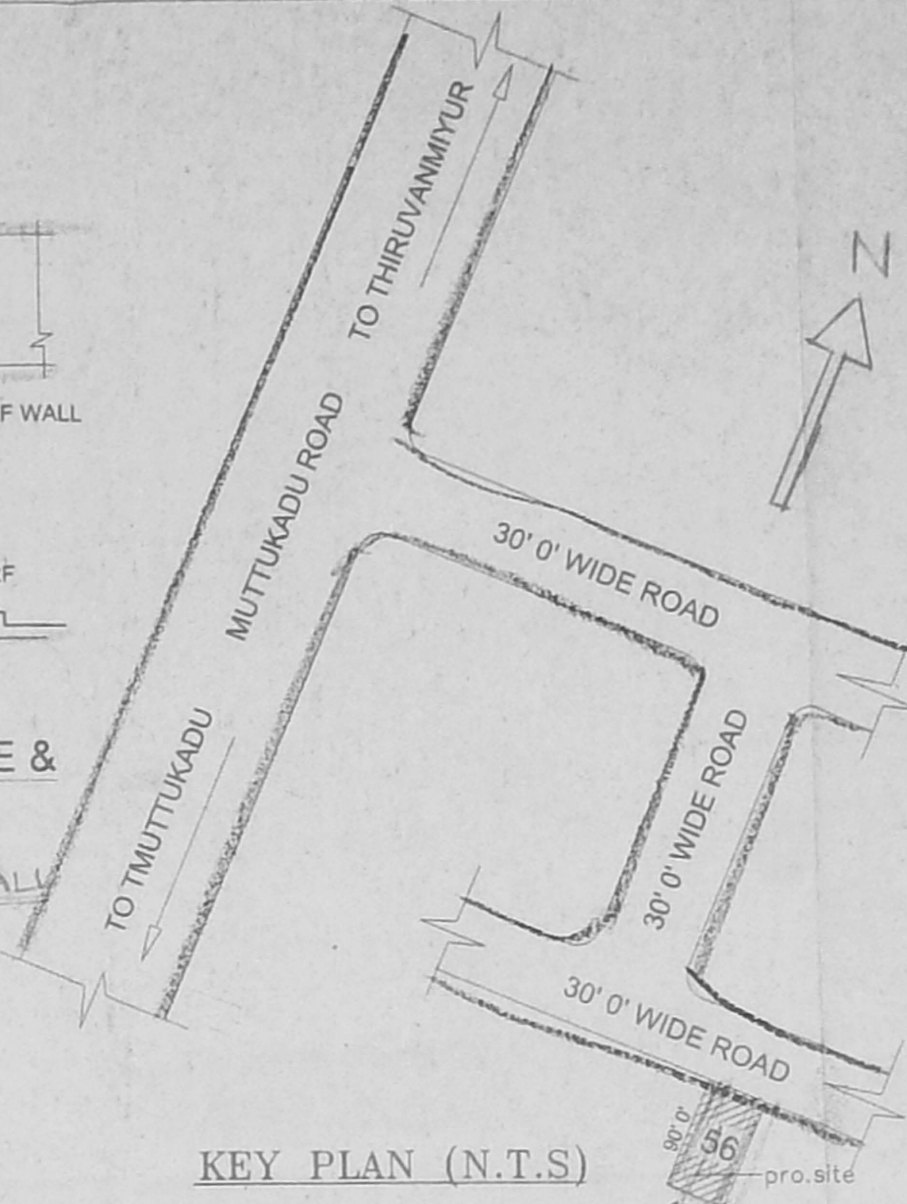 TO THIRUVANMIYUR
N
F WALL
MUTTUKADU ROAD
30' 0' WIDE ROAD
E &
TO TMUTTUKADU
30' 0' WIDE ROAD
30' 0' WIDE ROAD
90' 0'
56
pro.site
KEY PLAN (N.T.S)